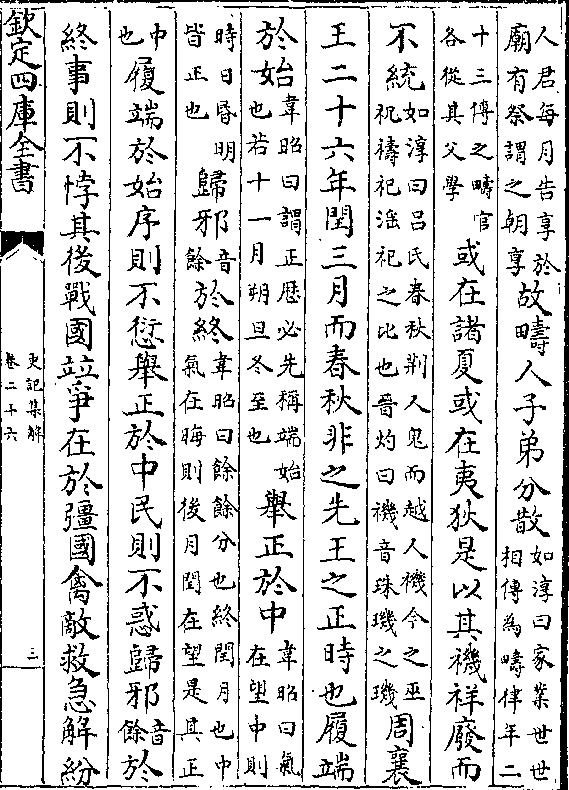 人君每月告享於廟有祭謂之朝享故疇人子弟分散如淳曰家業世世相傳為疇律年二
十三傳之疇官各從其父學或在諸夏或在夷狄是以其禨祥廢而
不統如淳曰呂氏春秋荆人鬼而越人禨今之巫祝禱祀滛祀之比也晉灼曰禨音珠璣之璣周襄
王二十六年閏三月而春秋非之先王之正時也履端
於始韋昭曰謂正歷必先稱端始也若十一月朔旦冬至也舉正於中韋昭曰氣在望中則
時日昬明皆正也歸邪音餘於終韋昭曰餘餘分也終閏月也中氣在晦則後月閏在望是其正
中也履端於始序則不愆舉正於中民則不惑歸邪音餘於
終事則不悖其後戰國竝爭在於彊國禽敵救急解紛
欽定四庫全書
史記集解
卷二十六
三